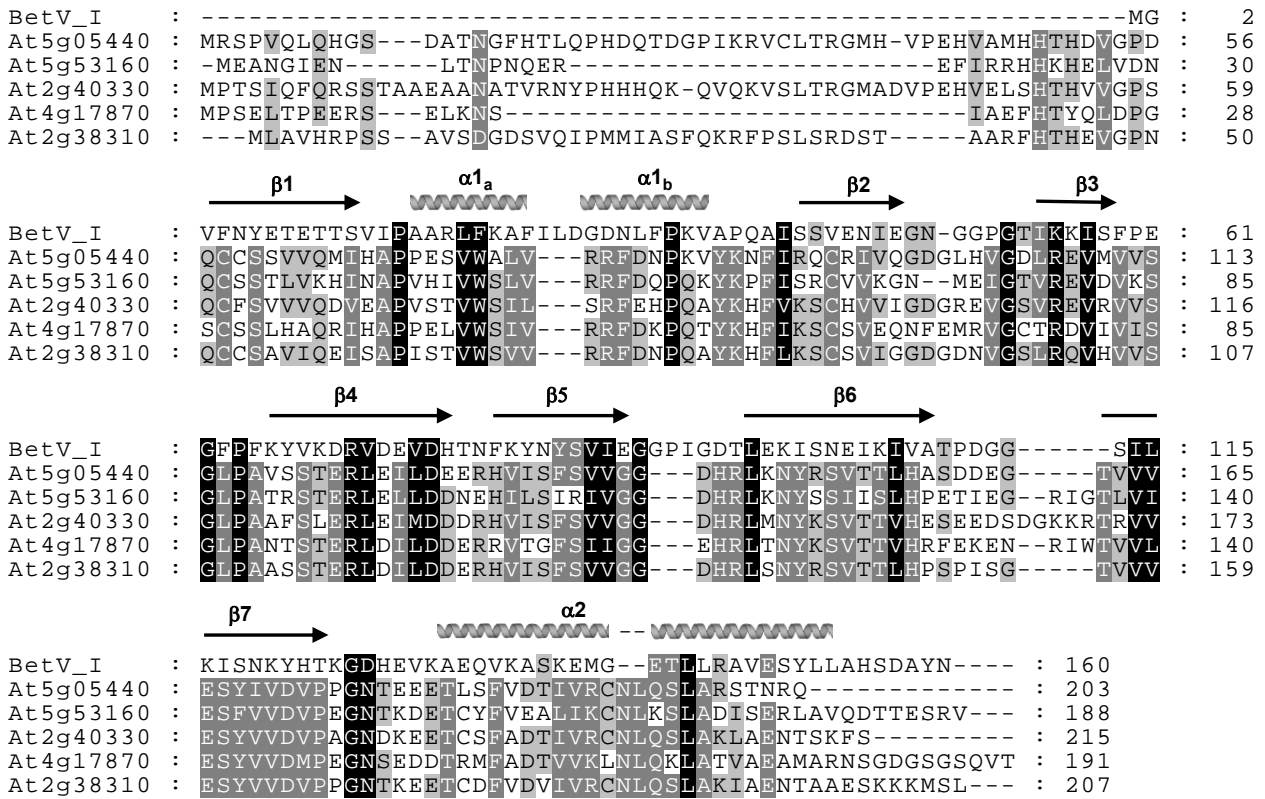 BetV_I : ----------------------------------------------------------MG : 2
At5g05440 : MRSPVQLQHGS---DATNGFHTLQPHDQTDGPIKRVCLTRGMH-VPEHVAMHHTHDVGPD : 56
At5g53160 : -MEANGIEN------LTNPNQER-----------------------EFIRRHHKHELVDN : 30
At2g40330 : MPTSIQFQRSSTAAEAANATVRNYPHHHQK-QVQKVSLTRGMADVPEHVELSHTHVVGPS : 59
At4g17870 : MPSELTPEERS---ELKNS-----------------------------IAEFHTYQLDPG : 28
At2g38310 : ---MLAVHRPSS--AVSDGDSVQIPMMIASFQKRFPSLSRDST-----AARFHTHEVGPN : 50
β1 α1a α1b β2 β3
BetV_I : VFNYETETTSVIPAARLFKAFILDGDNLFPKVAPQAISSVENIEGN-GGPGTIKKISFPE : 61
At5g05440 : QCCSSVVQMIHAPPESVWALV---RRFDNPKVYKNFIRQCRIVQGDGLHVGDLREVMVVS : 113
At5g53160 : QCSSTLVKHINAPVHIVWSLV---RRFDQPQKYKPFISRCVVKGN--MEIGTVREVDVKS : 85
At2g40330 : QCFSVVVQDVEAPVSTVWSIL---SRFEHPQAYKHFVKSCHVVIGDGREVGSVREVRVVS : 116
At4g17870 : SCSSLHAQRIHAPPELVWSIV---RRFDKPQTYKHFIKSCSVEQNFEMRVGCTRDVIVIS : 85
At2g38310 : QCCSAVIQEISAPISTVWSVV---RRFDNPQAYKHFLKSCSVIGGDGDNVGSLRQVHVVS : 107
β4 β5 β6
BetV_I : GFPFKYVKDRVDEVDHTNFKYNYSVIEGGPIGDTLEKISNEIKIVATPDGG------SIL : 115
At5g05440 : GLPAVSSTERLEILDEERHVISFSVVGG---DHRLKNYRSVTTLHASDDEG-----TVVV : 165
At5g53160 : GLPATRSTERLELLDDNEHILSIRIVGG---DHRLKNYSSIISLHPETIEG--RIGTLVI : 140
At2g40330 : GLPAAFSLERLEIMDDDRHVISFSVVGG---DHRLMNYKSVTTVHESEEDSDGKKRTRVV : 173
At4g17870 : GLPANTSTERLDILDDERRVTGFSIIGG---EHRLTNYKSVTTVHRFEKEN--RIWTVVL : 140
At2g38310 : GLPAASSTERLDILDDERHVISFSVVGG---DHRLSNYRSVTTLHPSPISG-----TVVV : 159
β7 α2
BetV_I : KISNKYHTKGDHEVKAEQVKASKEMG--ETLLRAVESYLLAHSDAYN---- : 160
At5g05440 : ESYIVDVPPGNTEEETLSFVDTIVRCNLQSLARSTNRQ------------- : 203
At5g53160 : ESFVVDVPEGNTKDETCYFVEALIKCNLKSLADISERLAVQDTTESRV--- : 188
At2g40330 : ESYVVDVPAGNDKEETCSFADTIVRCNLQSLAKLAENTSKFS--------- : 215
At4g17870 : ESYVVDMPEGNSEDDTRMFADTVVKLNLQKLATVAEAMARNSGDGSGSQVT : 191
At2g38310 : ESYVVDVPPGNTKEETCDFVDVIVRCNLQSLAKIAENTAAESKKKMSL--- : 207